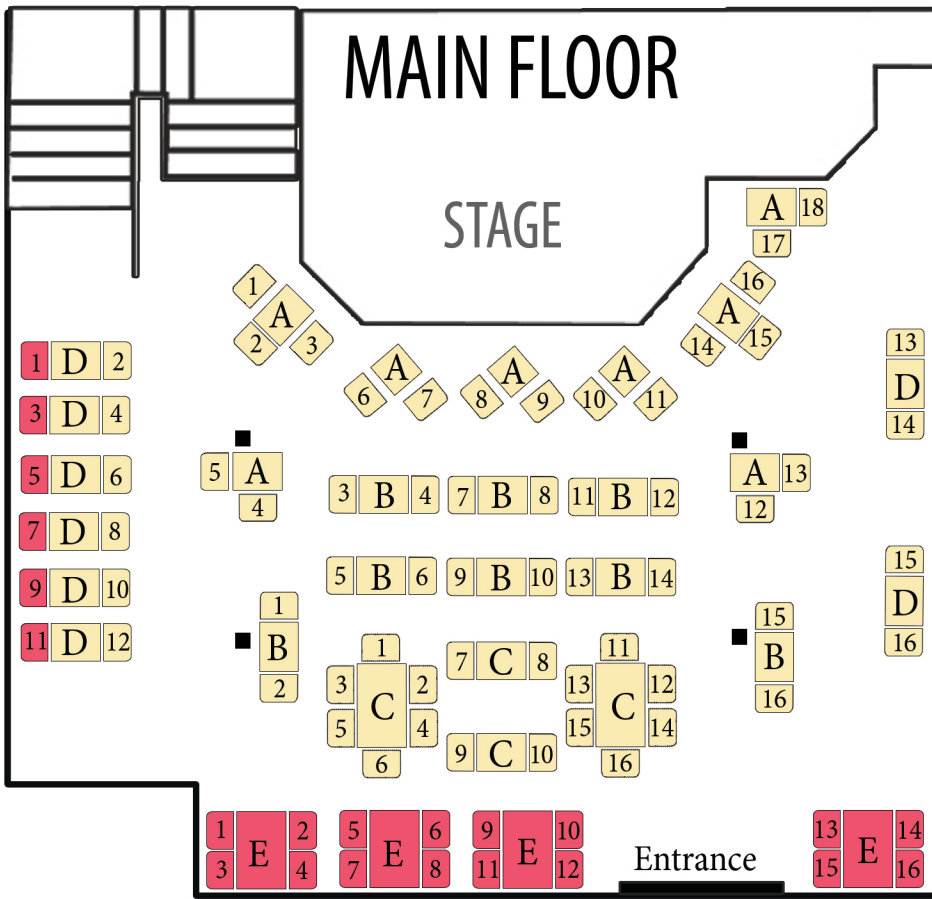 MAIN FLOOR
STAGE
A 18
17
1
A
2 3
16
A
14 15
A
6 7
A
8 9
A
10 11
1 D 2
3 D 4
5 D 6
7 D 8
9 D 10
11 D 12
13
D
14
5 A
4
3 B 4 7 B 8 11 B 12
A 13
12
5 B 6 9 B 10 13 B 14
15
D
16
1
B
2
15
B
16
1
3 2
C
5 4
6
7 C 8
9 C 10
11
13 12
C
15 14
16
1 2
E
3 4
5 6
E
7 8
9 10
E
11 12
Entrance
13 14
E
15 16